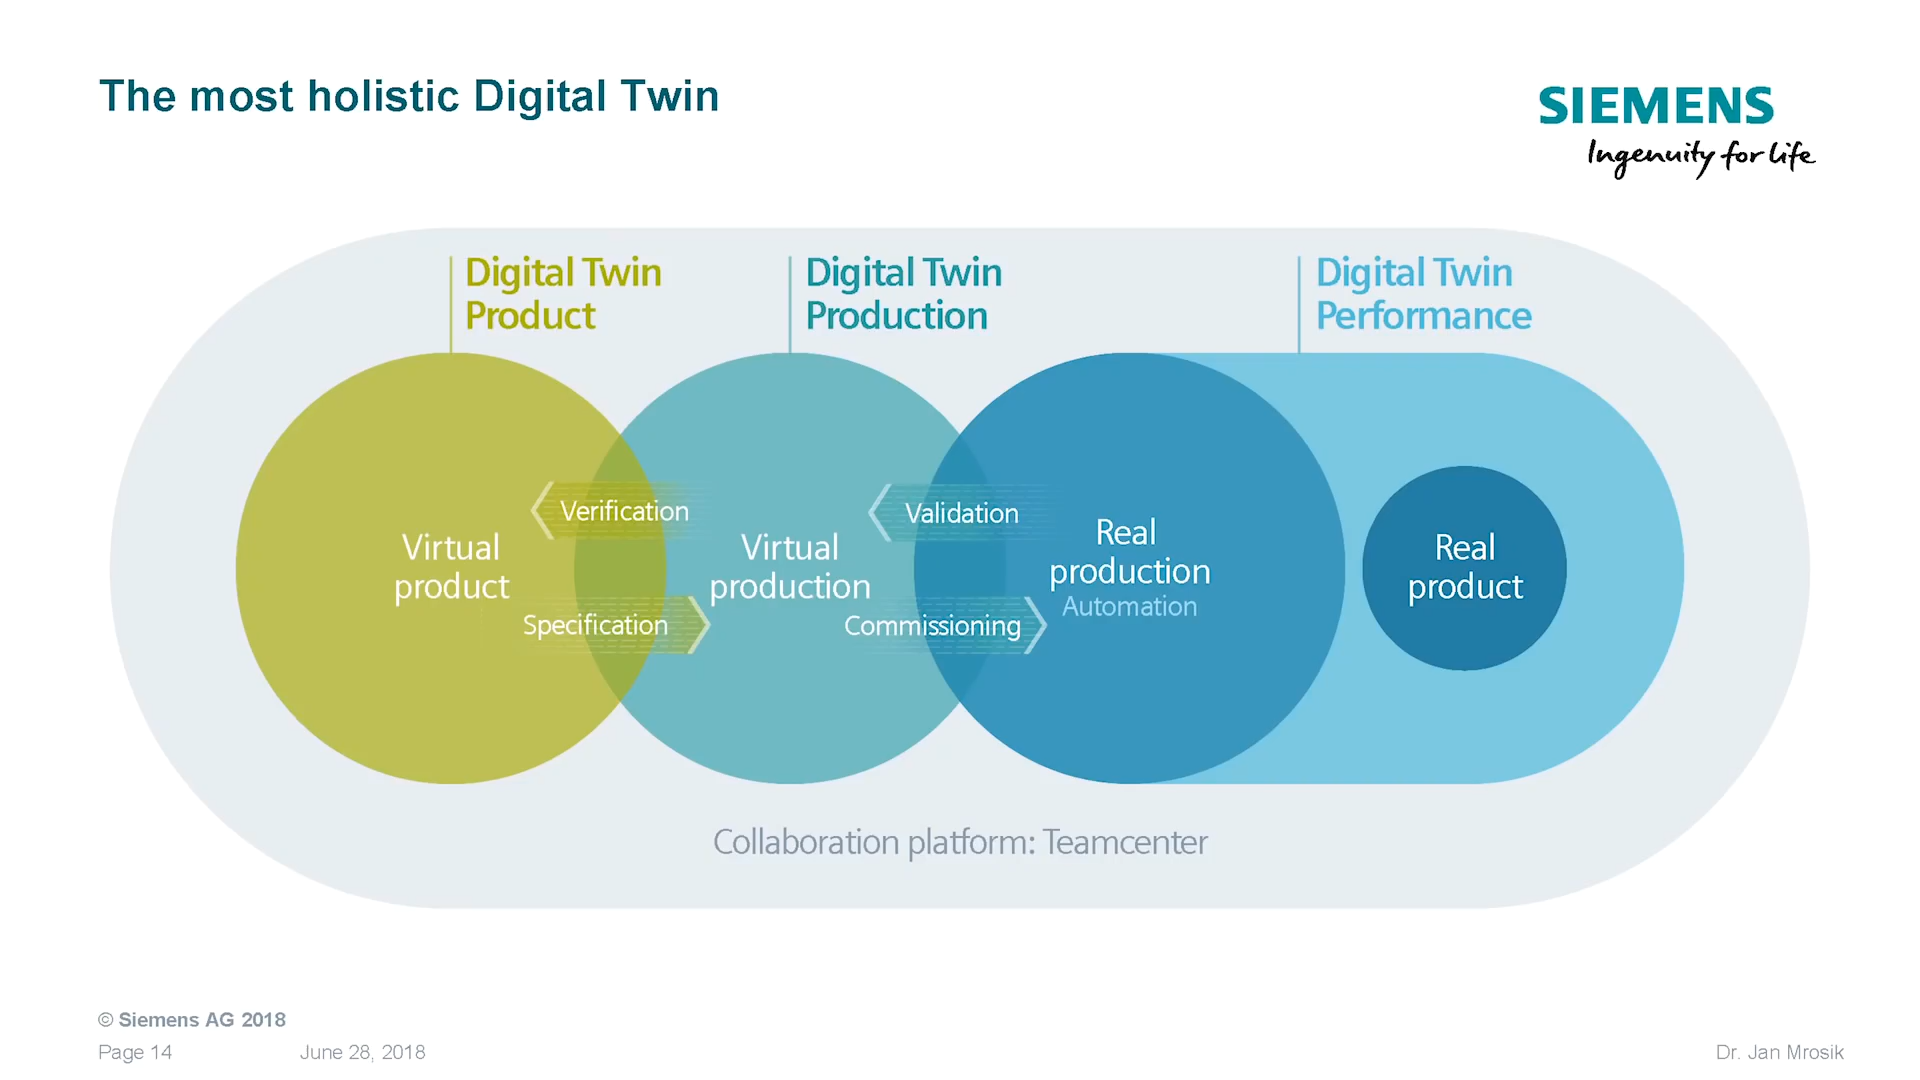 The most holistic Digital Twin
SIEMENS
Ingenuity for life
Digital Twin
Product
Digital Twin
Production
Digital Twin
Performance
Virtual
product
Verification
Specification
Virtual
production
Validation
Commissioning
Real
production
Automation
Real
product
Collaboration platform: Teamcenter
© Siemens AG 2018
Page 14
June 28, 2018
Dr. Jan Mrosik